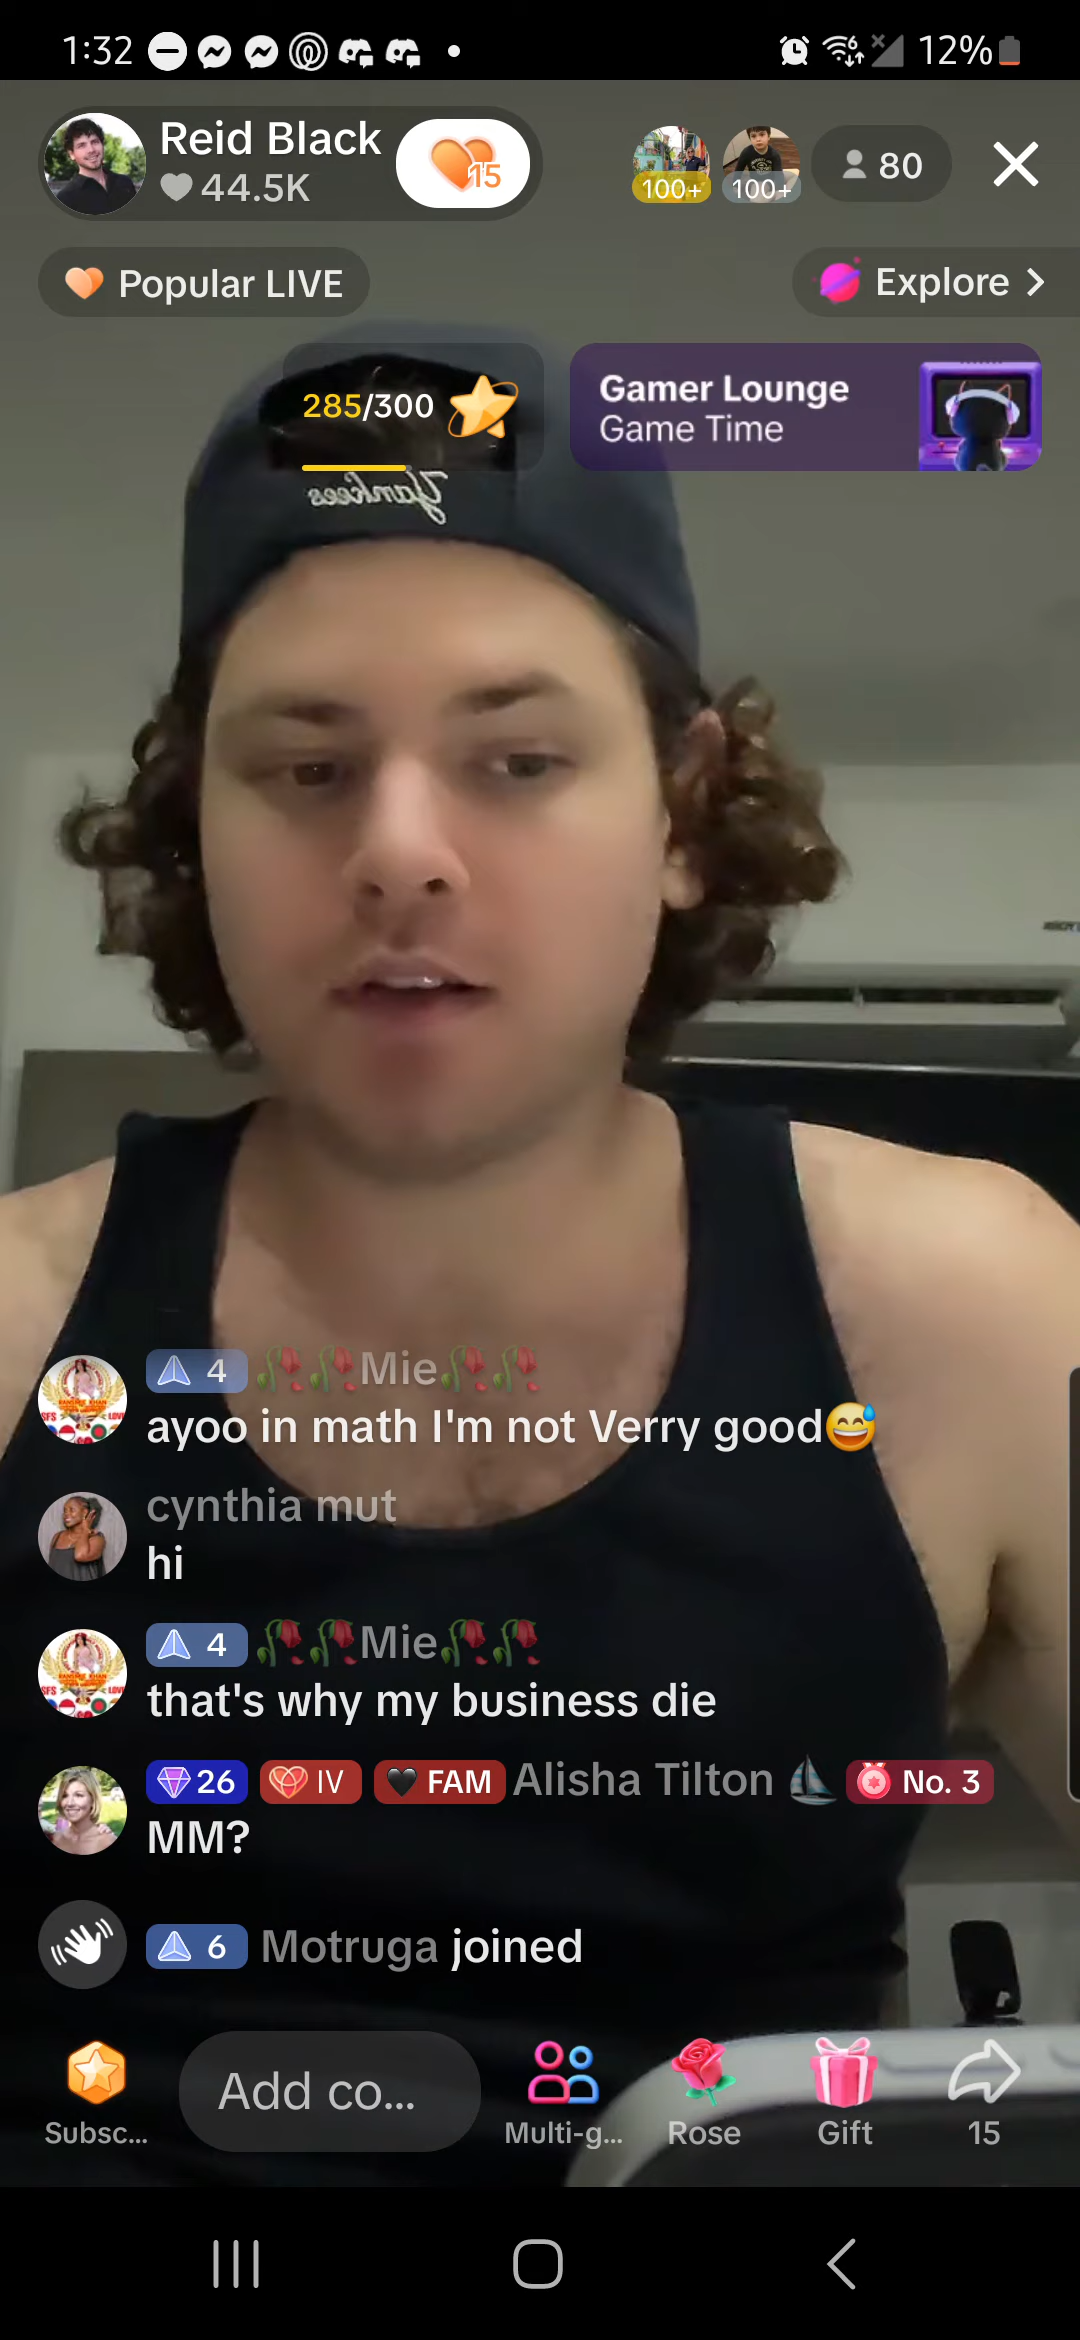 1:32
12%
Reid Black
44.5K
15
100+
100+
80
Popular LIVE
Explore >
285/300
Gamer Lounge
Game Time
Yankees
4 🥀🥀Mie🥀🥀
ayoo in math I'm not Verry good😅
cynthia mut
hi
4 🥀🥀Mie🥀🥀
that's why my business die
26 IV FAM Alisha Tilton ⛵ No. 3
MM?
6 Motruga joined
Subsc...
Add co...
Multi-g...
Rose
Gift
15